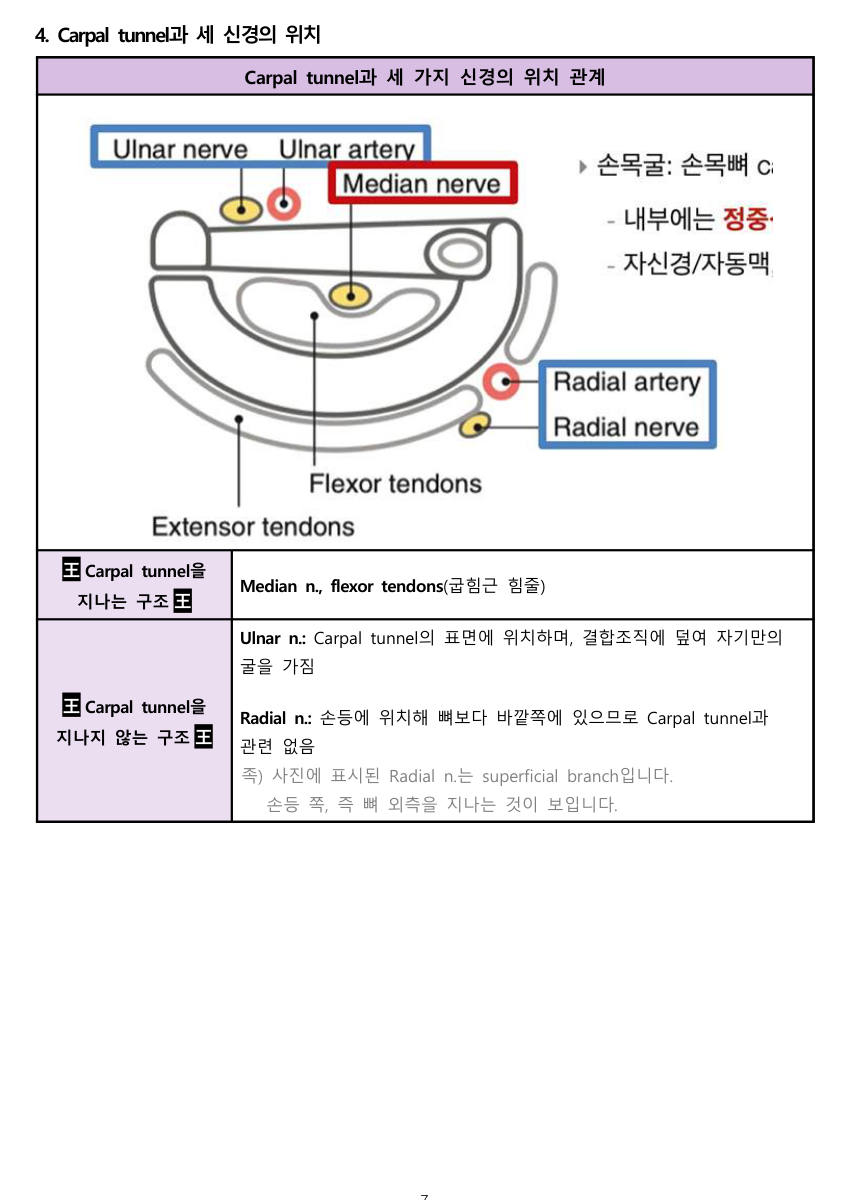 4. Carpal tunnel과 세 신경의 위치
Carpal tunnel과 세 가지 신경의 위치 관계
Ulnar nerve Ulnar artery
Median nerve
손목굴: 손목뼈
- 내부에는 정중
- 자신경/자동맥
Radial artery
Radial nerve
Flexor tendons
Extensor tendons
王 Carpal tunnel을
지나는 구조 王
Median n., flexor tendons(굽힘근 힘줄)
王 Carpal tunnel을
지나지 않는 구조 王
Ulnar n.: Carpal tunnel의 표면에 위치하며, 결합조직에 덮여 자기만의
굴을 가짐
Radial n.: 손등에 위치해 뼈보다 바깥쪽에 있으므로 Carpal tunnel과
관련 없음
족) 사진에 표시된 Radial n.는 superficial branch입니다.
손등 쪽, 즉 뼈 외측을 지나는 것이 보입니다.